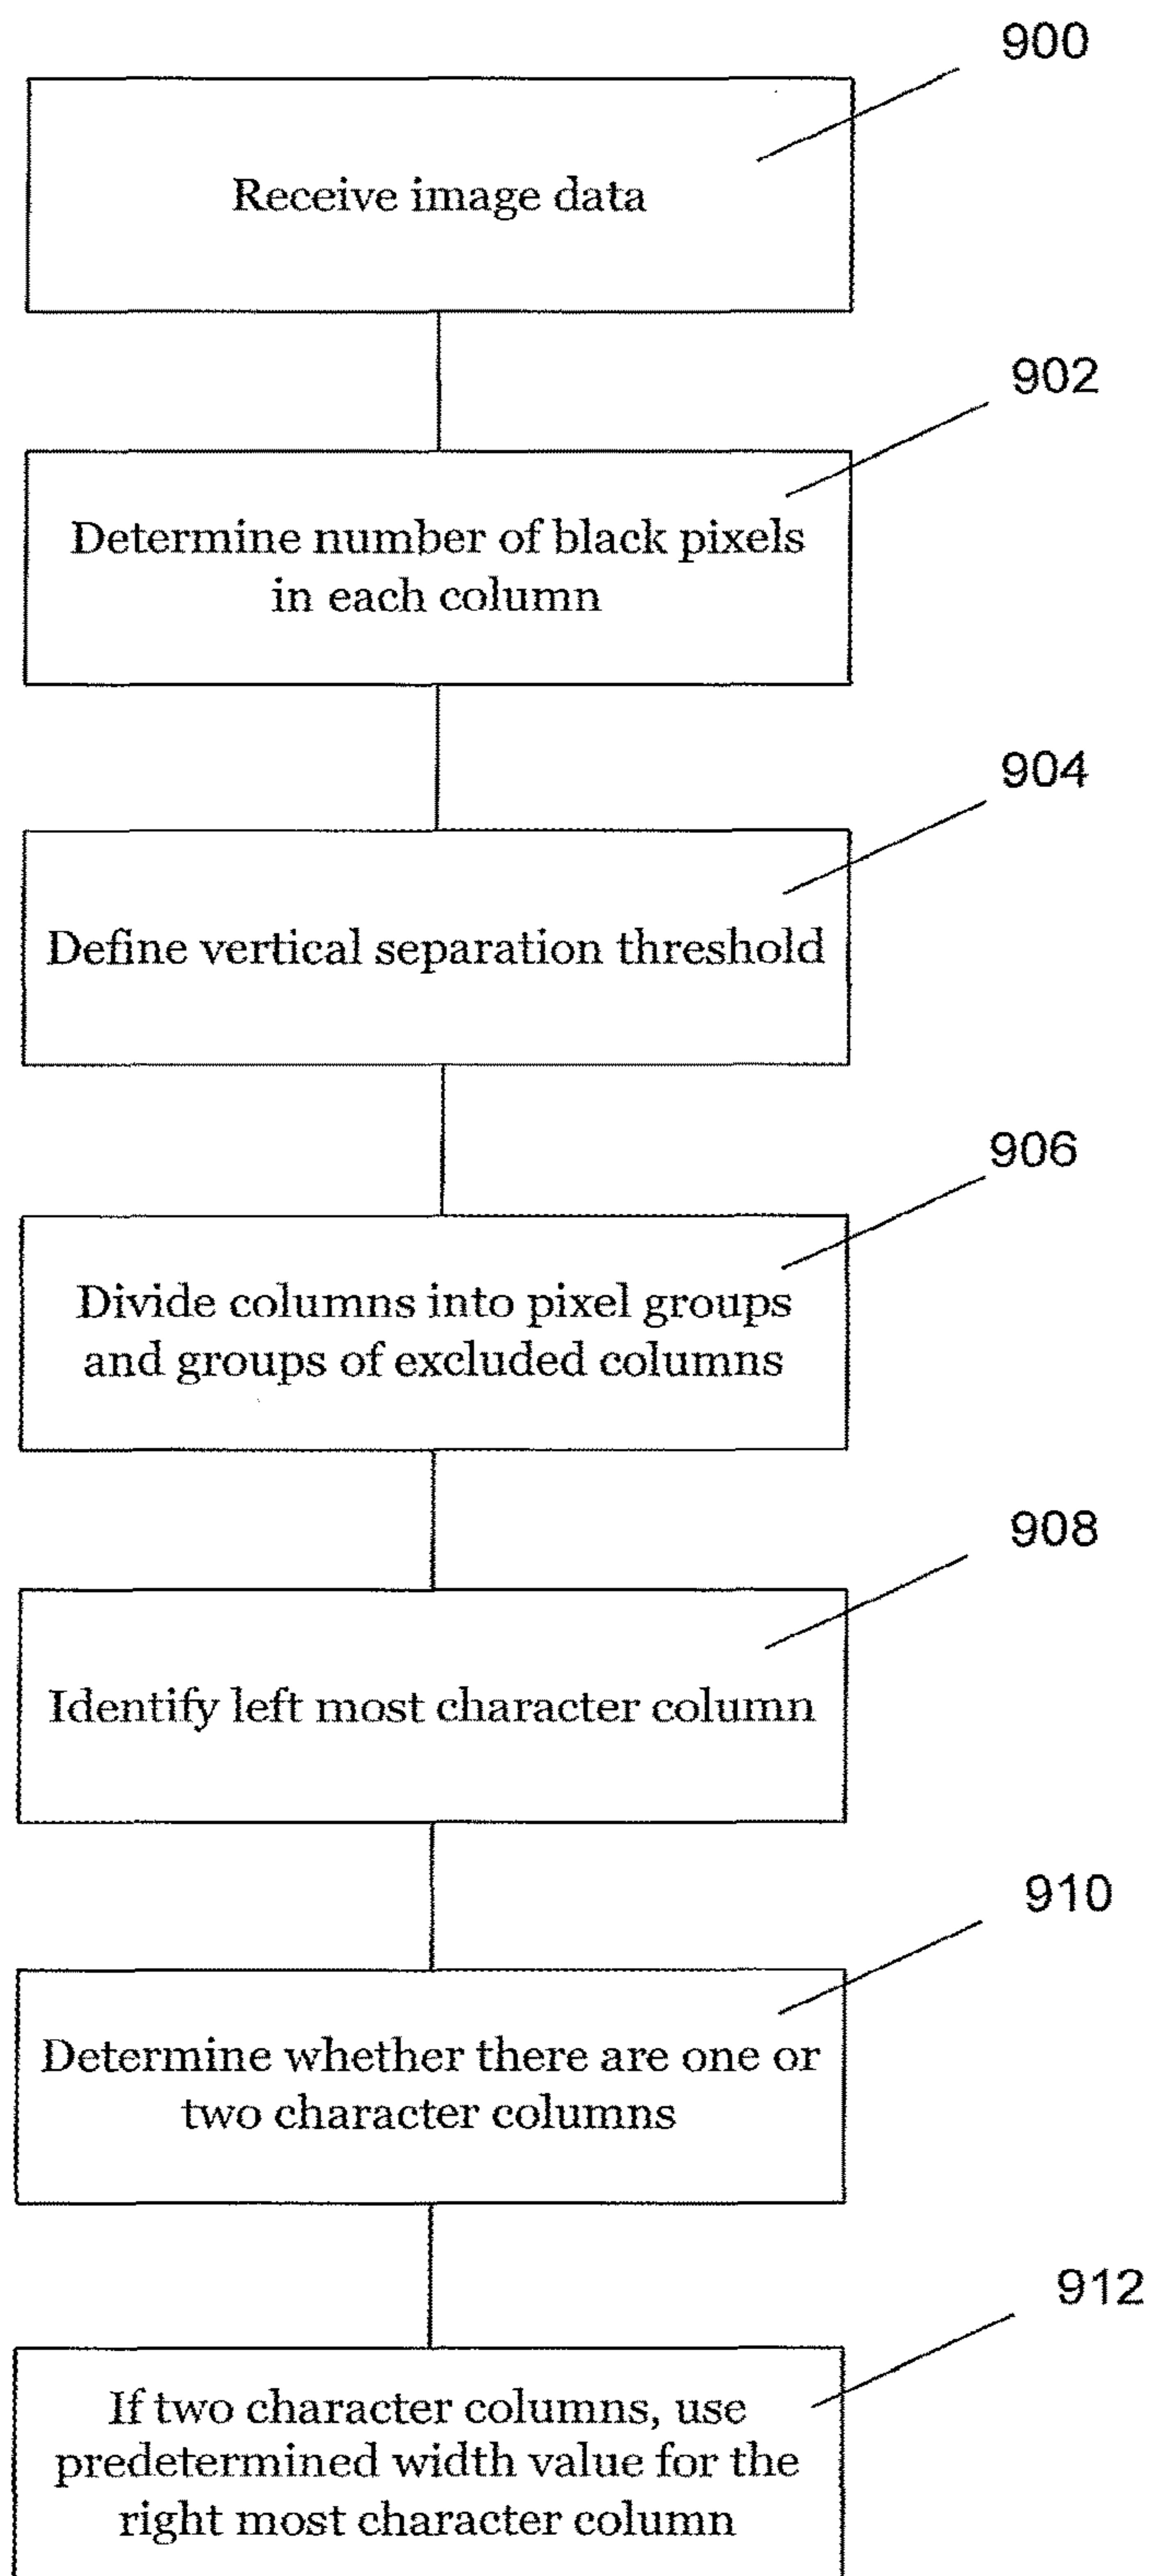 900
Receive image data
902
Determine number of black pixels
in each column
904
Define vertical separation threshold
906
Divide columns into pixel groups
and groups of excluded columns
908
Identify left most character column
910
Determine whether there are one or
two character columns
912
If two character columns, use
predetermined width value for the
right most character column